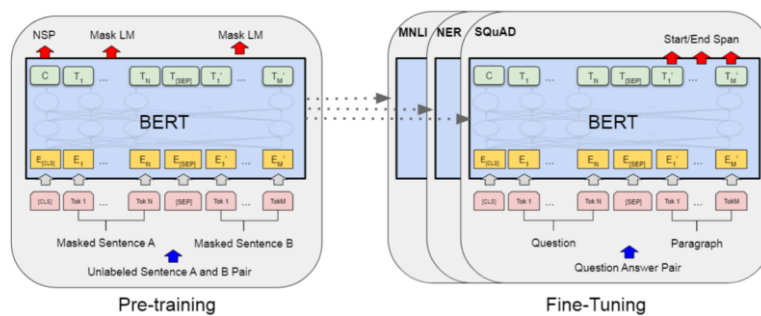 NSP Mask LM Mask LM
C T1 ... TN T[SEP] T1' ... TM'
BERT
E[CLS] E1 ... EN E[SEP] E1' ... EM'
[CLS] Tok 1 ... Tok N [SEP] Tok 1 ... TokM
Masked Sentence A Masked Sentence B
Unlabeled Sentence A and B Pair
Pre-training
MNLI NER SQuAD
Start/End Span
C T1 ... TN T[SEP] T1' ... TM'
BERT
E[CLS] E1 ... EN E[SEP] E1' ... EM'
[CLS] Tok 1 ... Tok N [SEP] Tok 1 ... TokM
Question Paragraph
Question Answer Pair
Fine-Tuning